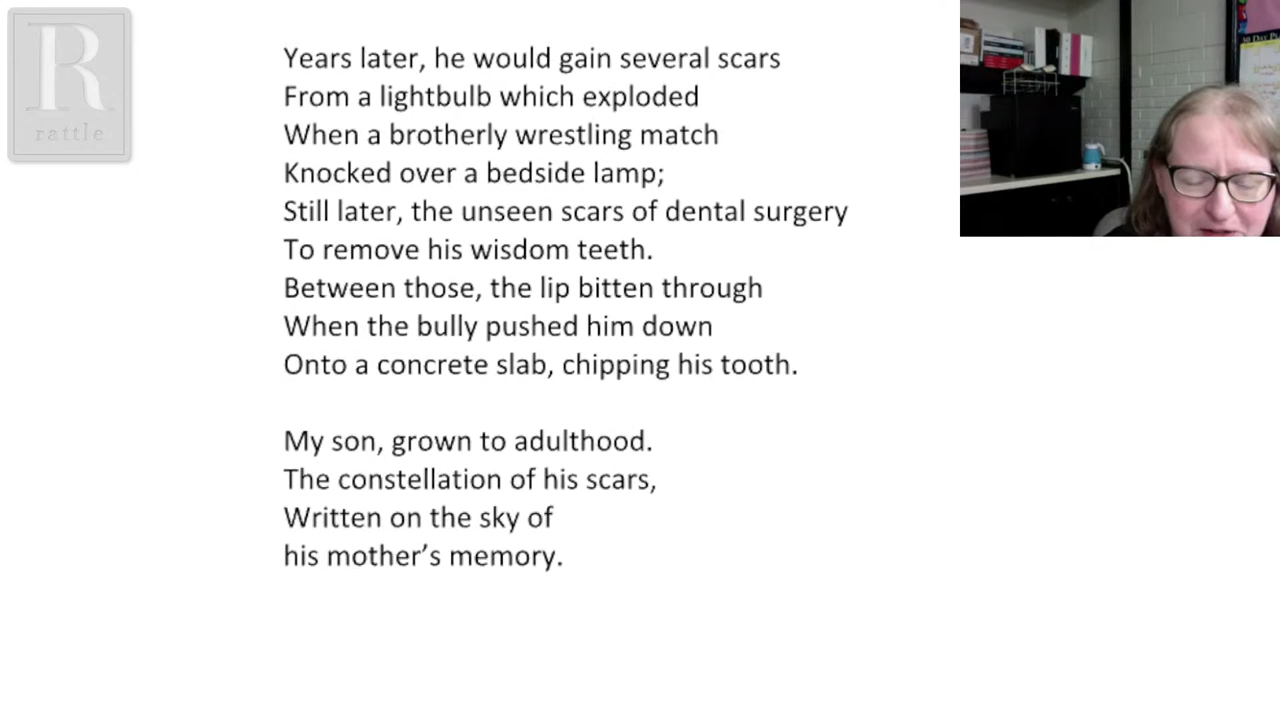 R
rattle
Years later, he would gain several scars
From a lightbulb which exploded
When a brotherly wrestling match
Knocked over a bedside lamp;
Still later, the unseen scars of dental surgery
To remove his wisdom teeth.
Between those, the lip bitten through
When the bully pushed him down
Onto a concrete slab, chipping his tooth.
My son, grown to adulthood.
The constellation of his scars,
Written on the sky of
his mother’s memory.